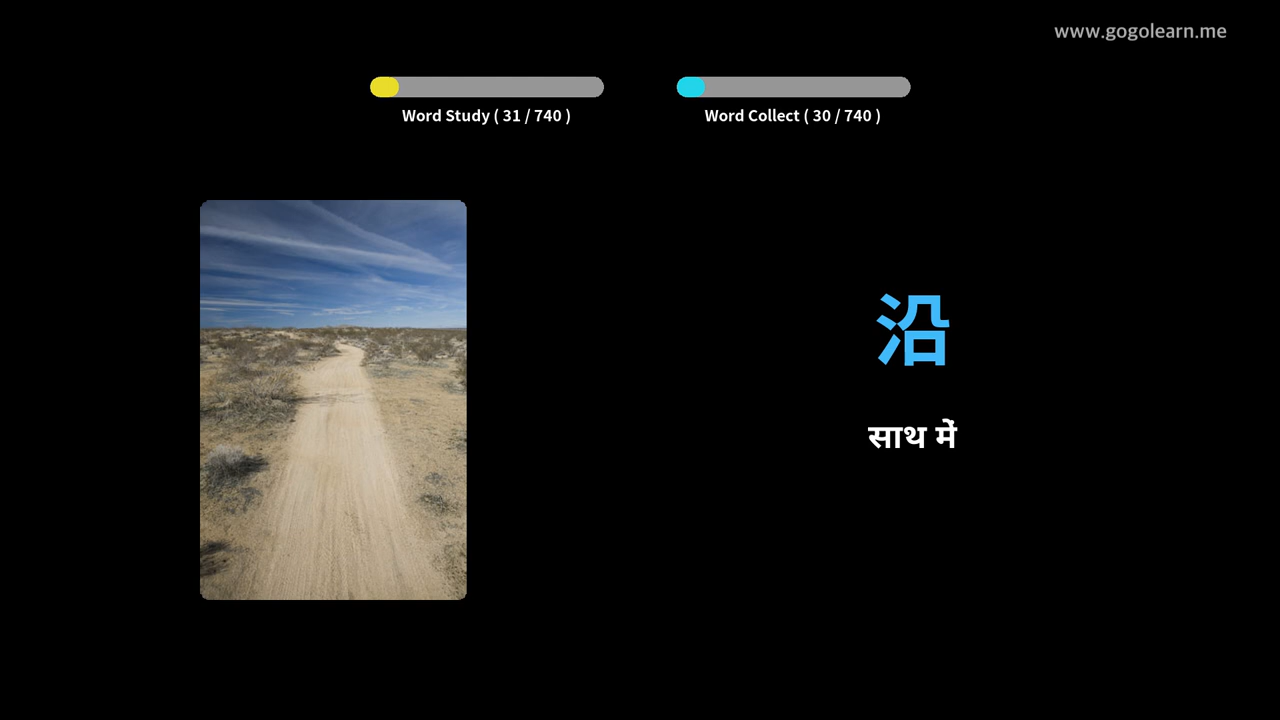 www.gogolearn.me
Word Study ( 31 / 740 )
Word Collect ( 30 / 740 )
沿
साथ में